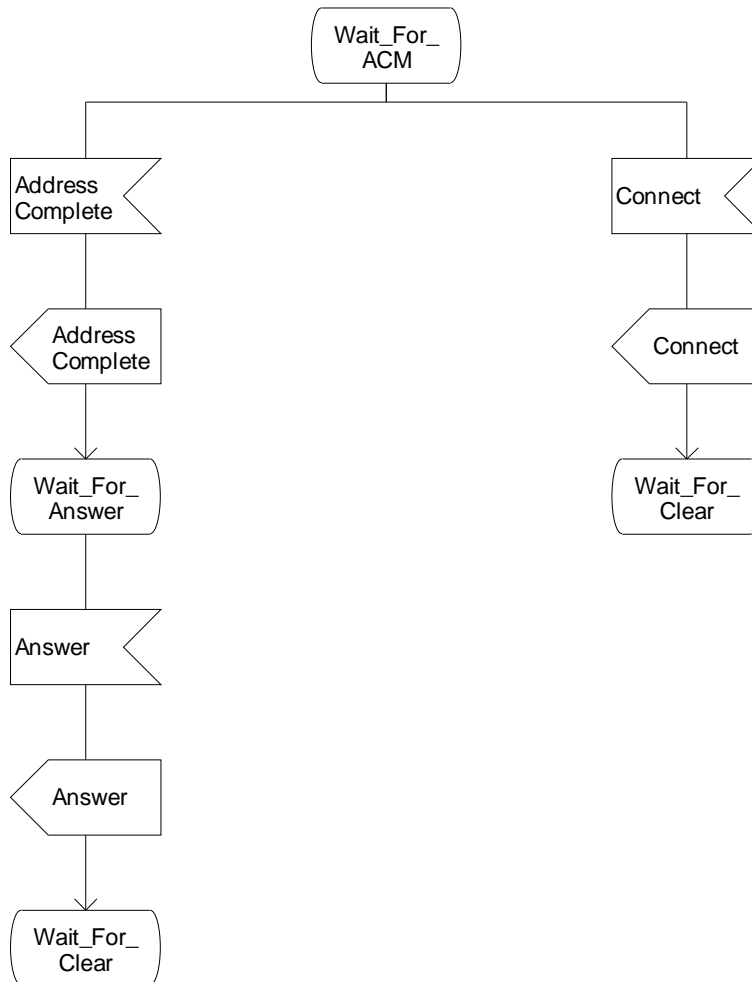 Wait_For_
ACM
Address
Complete
Connect
Address
Complete
Connect
Wait_For_
Answer
Wait_For_
Clear
Answer
Answer
Wait_For_
Clear